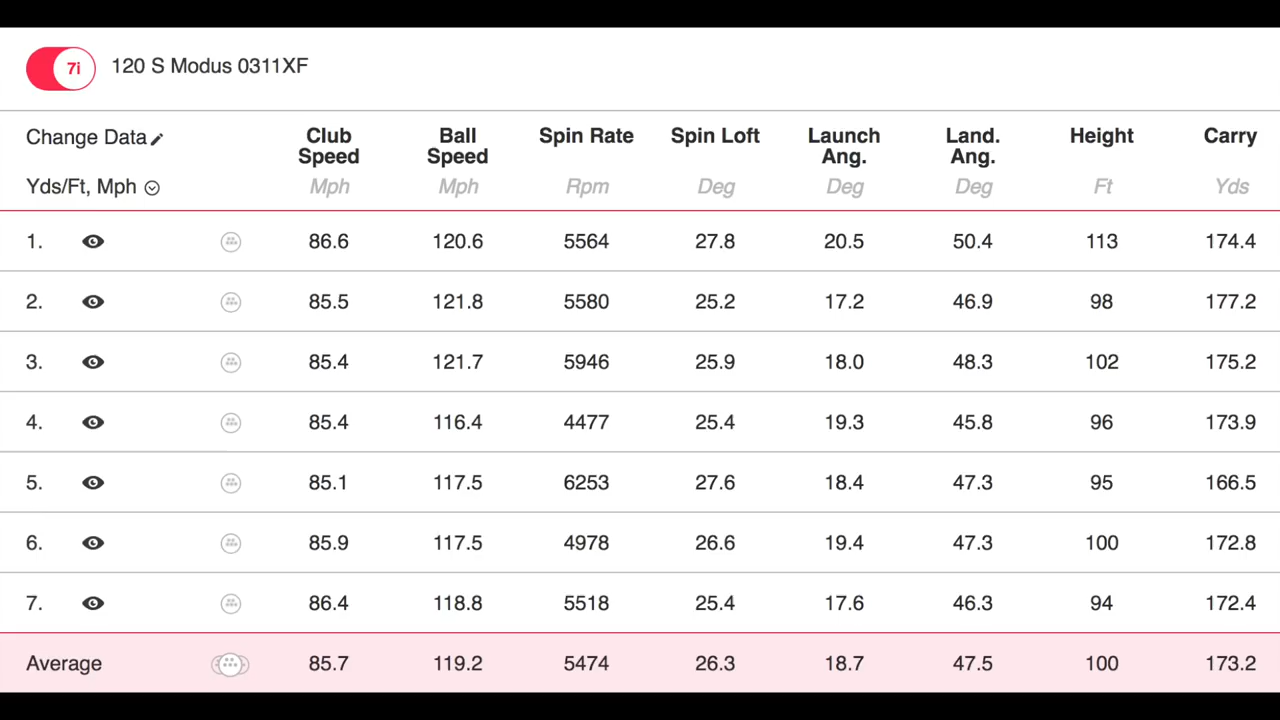 7i 120 S Modus 0311XF
Change Data Club Speed Ball Speed Spin Rate Spin Loft Launch Ang. Land. Ang. Height Carry
Yds/Ft, Mph Mph Mph Rpm Deg Deg Deg Ft Yds
1. 86.6 120.6 5564 27.8 20.5 50.4 113 174.4
2. 85.5 121.8 5580 25.2 17.2 46.9 98 177.2
3. 85.4 121.7 5946 25.9 18.0 48.3 102 175.2
4. 85.4 116.4 4477 25.4 19.3 45.8 96 173.9
5. 85.1 117.5 6253 27.6 18.4 47.3 95 166.5
6. 85.9 117.5 4978 26.6 19.4 47.3 100 172.8
7. 86.4 118.8 5518 25.4 17.6 46.3 94 172.4
Average 85.7 119.2 5474 26.3 18.7 47.5 100 173.2